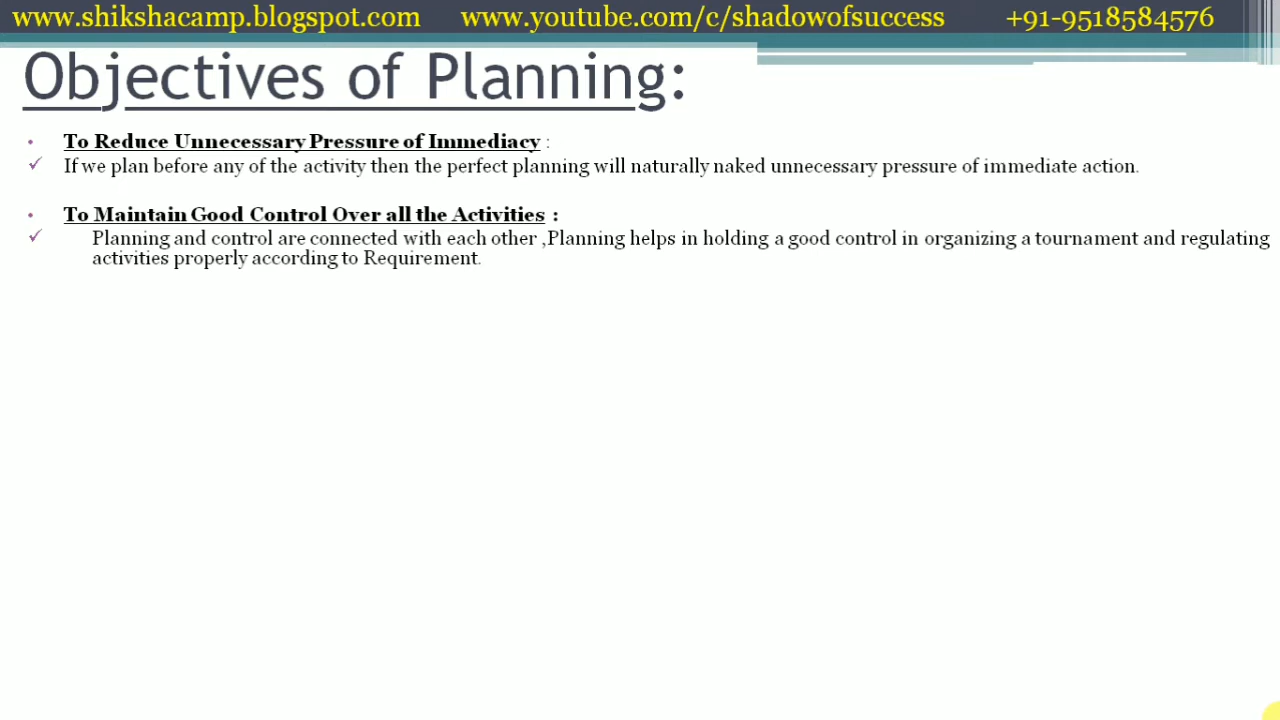 www.shikshacamp.blogspot.com www.youtube.com/c/shadowofsuccess +91-9518584576
Objectives of Planning:
• To Reduce Unnecessary Pressure of Immediacy :
✓ If we plan before any of the activity then the perfect planning will naturally naked unnecessary pressure of immediate action.
• To Maintain Good Control Over all the Activities :
✓ Planning and control are connected with each other ,Planning helps in holding a good control in organizing a tournament and regulating
activities properly according to Requirement.